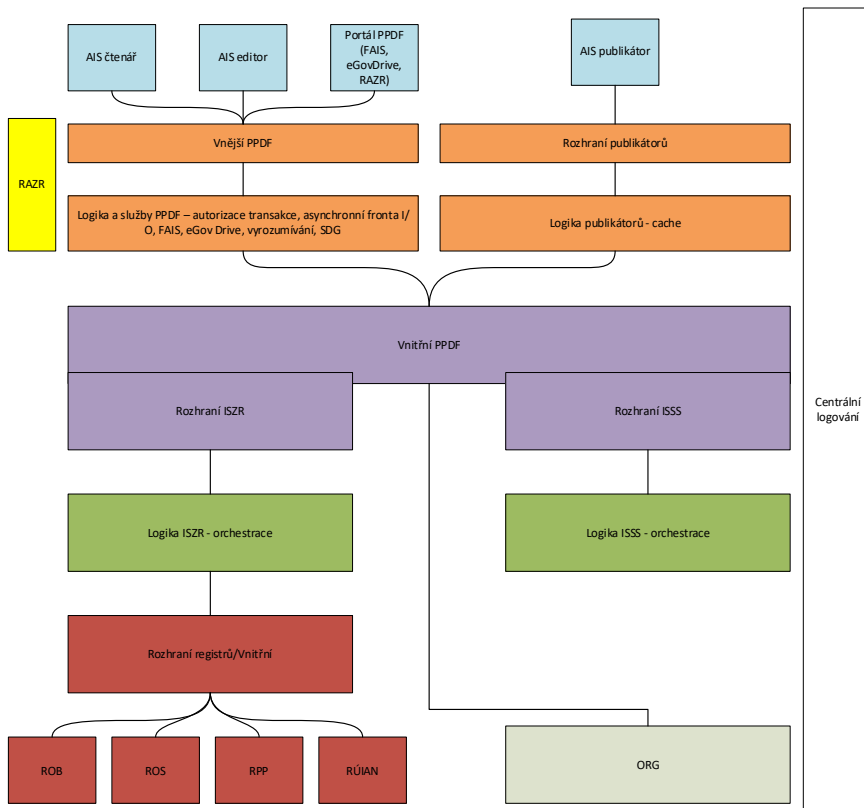 AIS čtenář
AIS editor
Portál PPDF
(FAIS,
eGovDrive,
RAZR)
AIS publikátor
RAZR
Vnější PPDF
Rozhraní publikátorů
Logika a služby PPDF – autorizace transakce, asynchronní fronta I/
O, FAIS, eGov Drive, vyrozumívání, SDG
Logika publikátorů - cache
Vnitřní PPDF
Rozhraní ISZR
Rozhraní ISSS
Centrální
logování
Logika ISZR - orchestrace
Logika ISSS - orchestrace
Rozhraní registrů/Vnitřní
ROB
ROS
RPP
RÚIAN
ORG